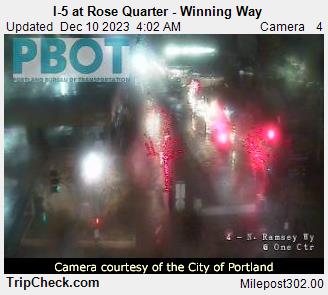 I-5 at Rose Quarter - Winning Way
Updated Dec 10 2023 4:02 AM Camera 4
PBOT
PORTLAND BUREAU OF TRANSPORTATION
4 - N. Ramsey Wy
@ One Ctr
Camera courtesy of the City of Portland
TripCheck.com Milepost302.00